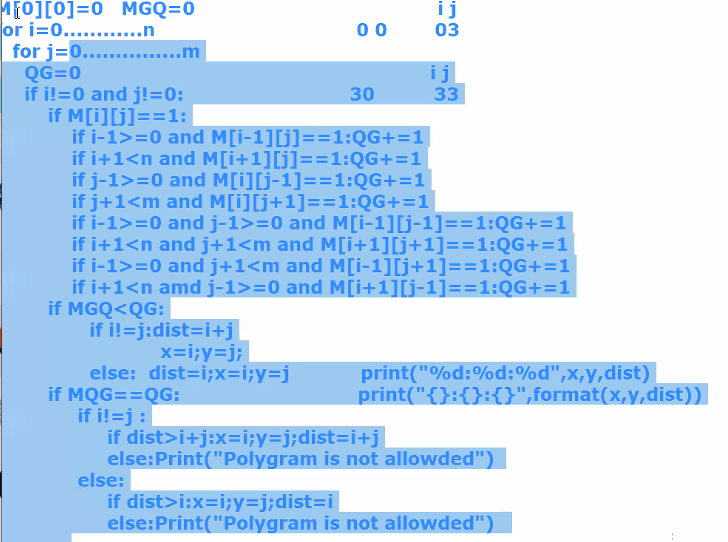 M[0][0]=0 MGQ=0 i j
or i=0............n 0 0 03
for j=0...............m
QG=0 i j
if i!=0 and j!=0: 30 33
if M[i][j]==1:
if i-1>=0 and M[i-1][j]==1:QG+=1
if i+1<n and M[i+1][j]==1:QG+=1
if j-1>=0 and M[i][j-1]==1:QG+=1
if j+1<m and M[i][j+1]==1:QG+=1
if i-1>=0 and j-1>=0 and M[i-1][j-1]==1:QG+=1
if i+1<n and j+1<m and M[i+1][j+1]==1:QG+=1
if i-1>=0 and j+1<m and M[i-1][j+1]==1:QG+=1
if i+1<n amd j-1>=0 and M[i+1][j-1]==1:QG+=1
if MGQ<QG:
if i!=j:dist=i+j
x=i;y=j;
else: dist=i;x=i;y=j print("%d:%d:%d",x,y,dist)
if MQG==QG: print("{}:{}:{}",format(x,y,dist))
if i!=j :
if dist>i+j:x=i;y=j;dist=i+j
else:Print("Polygram is not allowded")
else:
if dist>i:x=i;y=j;dist=i
else:Print("Polygram is not allowded")